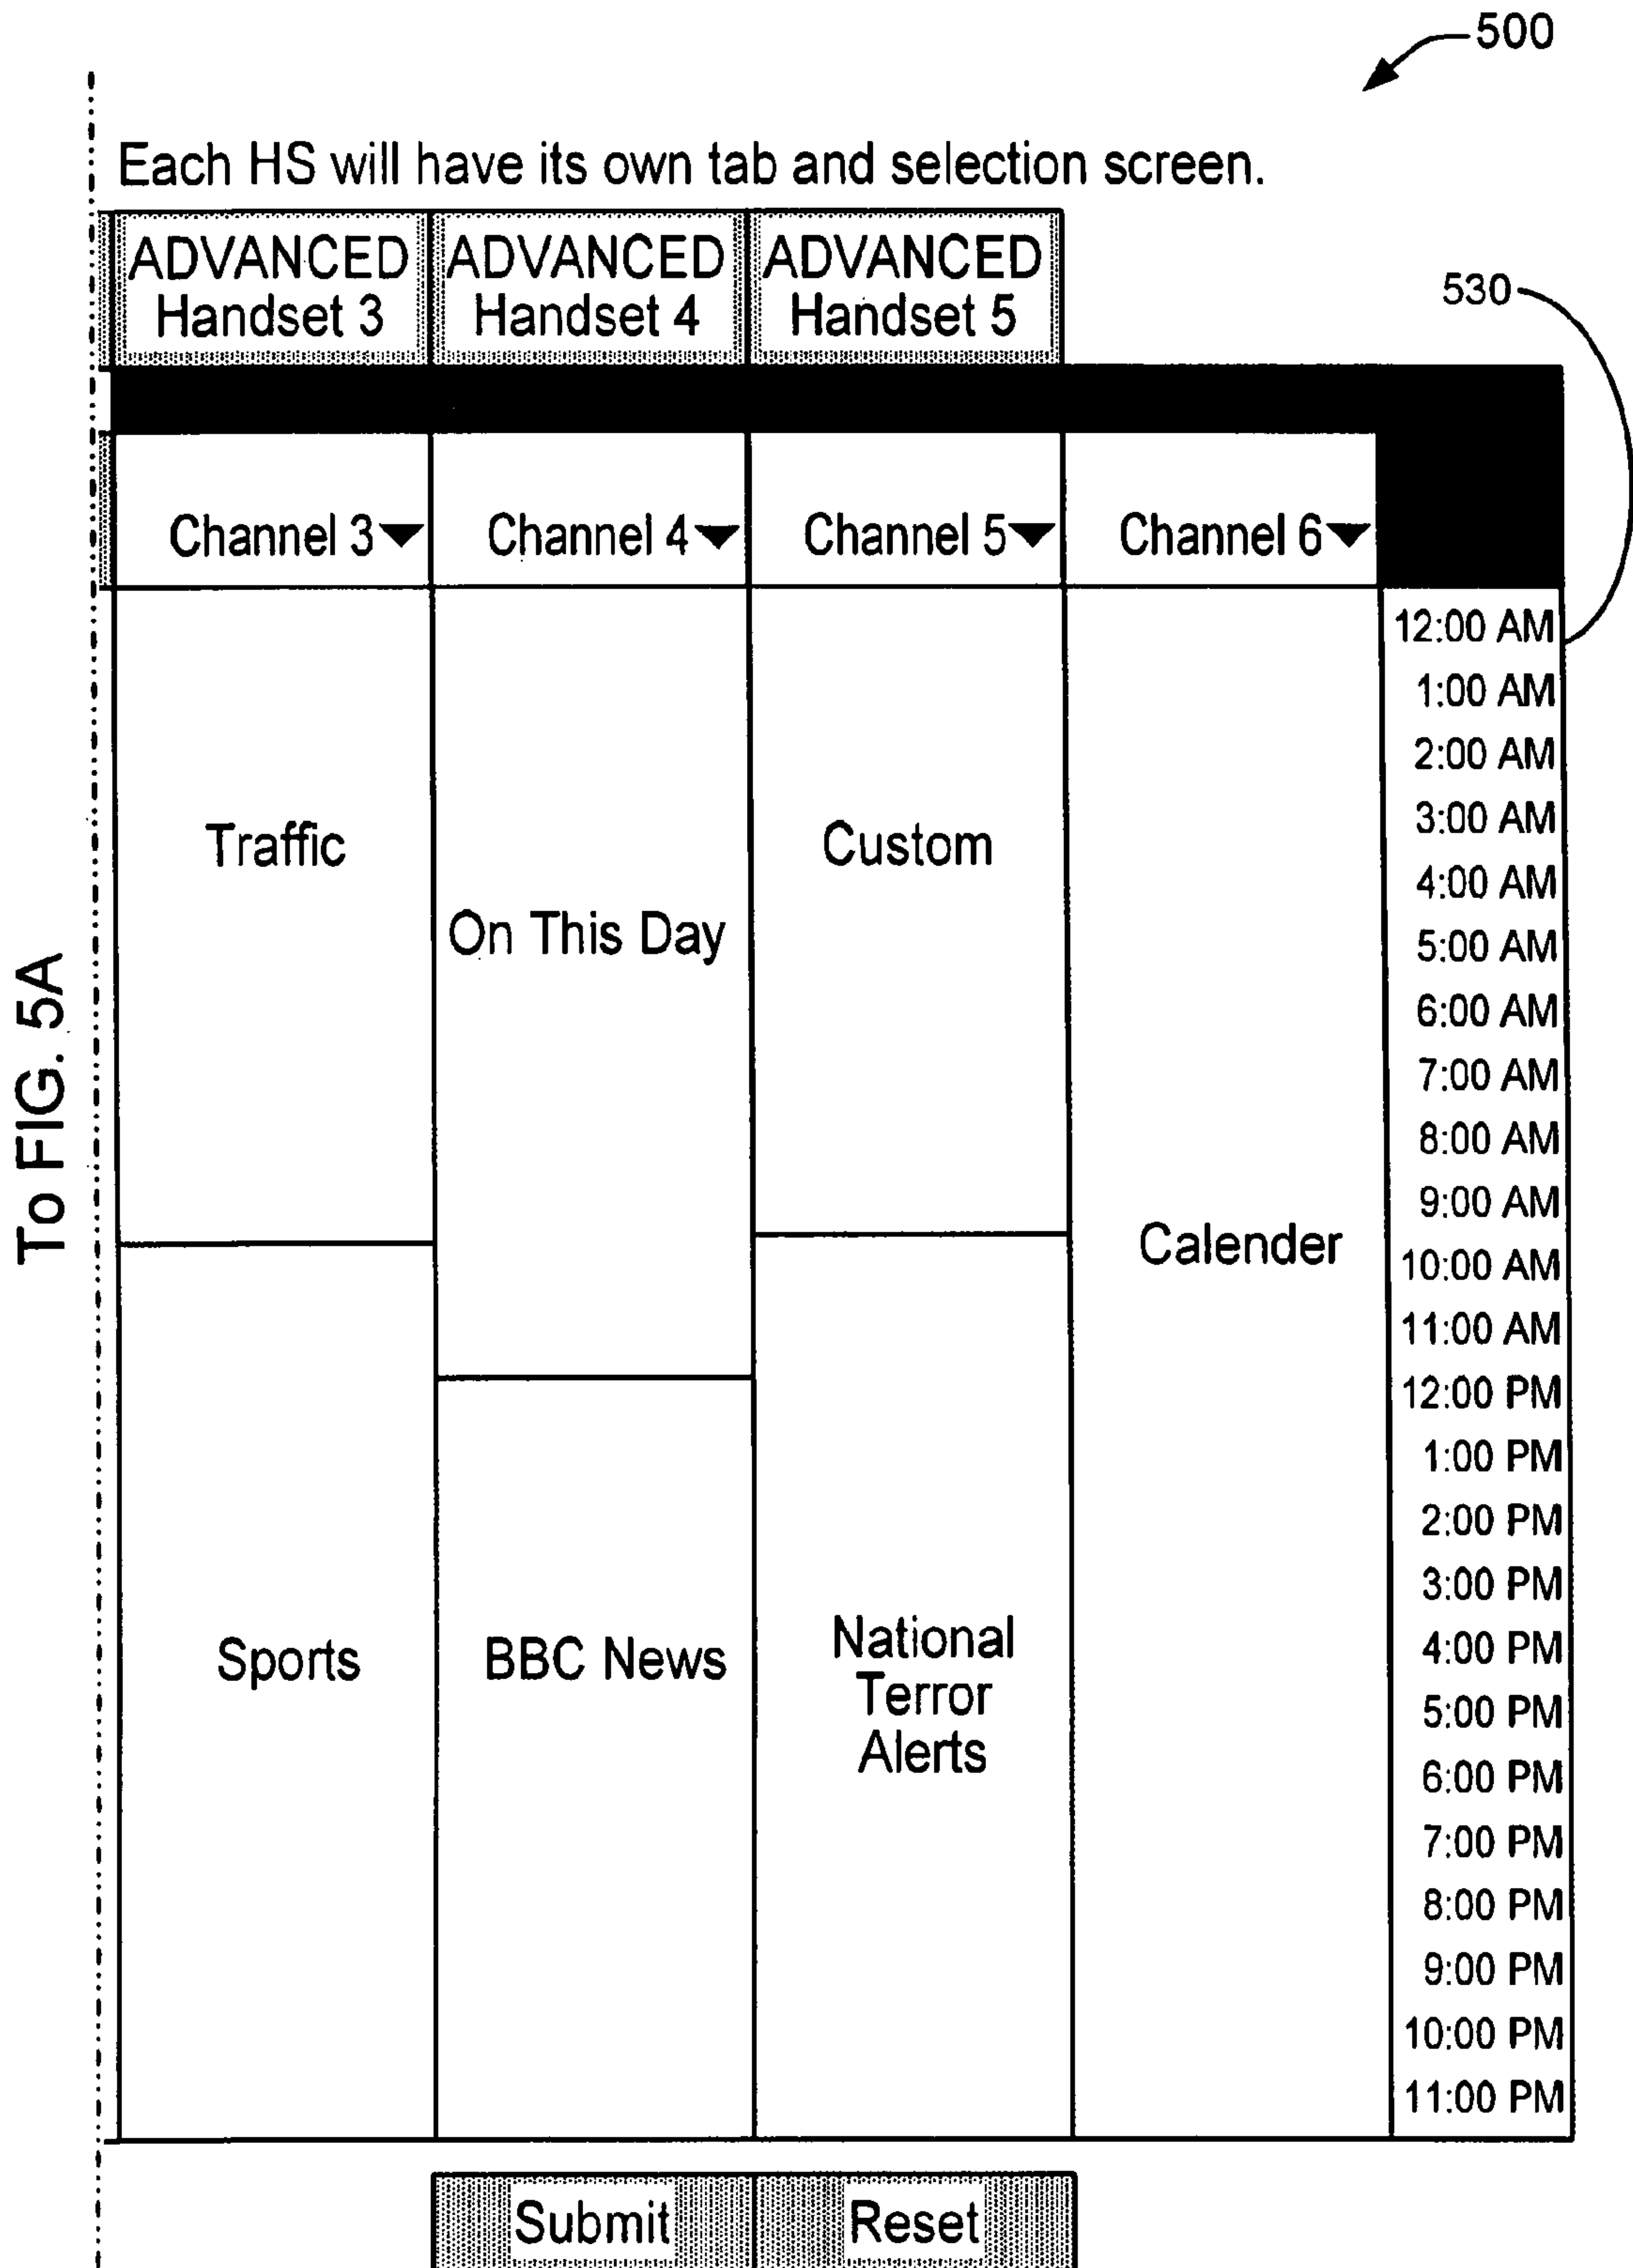 500
Each HS will have its own tab and selection screen.
ADVANCED
Handset 3
ADVANCED
Handset 4
ADVANCED
Handset 5
530
Channel 3
Channel 4
Channel 5
Channel 6
To FIG. 5A
Traffic
On This Day
Custom
Calender
Sports
BBC News
National
Terror
Alerts
12:00 AM
1:00 AM
2:00 AM
3:00 AM
4:00 AM
5:00 AM
6:00 AM
7:00 AM
8:00 AM
9:00 AM
10:00 AM
11:00 AM
12:00 PM
1:00 PM
2:00 PM
3:00 PM
4:00 PM
5:00 PM
6:00 PM
7:00 PM
8:00 PM
9:00 PM
10:00 PM
11:00 PM
Submit
Reset